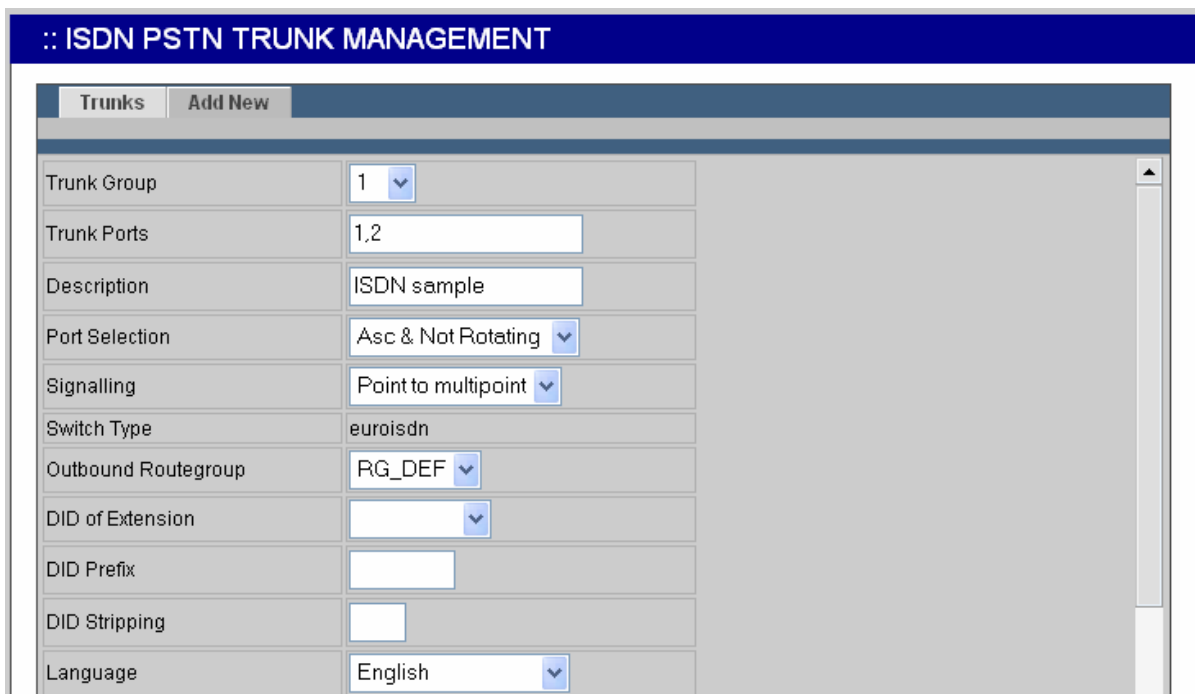 :: ISDN PSTN TRUNK MANAGEMENT
Trunks Add New
Trunk Group 1
Trunk Ports 1,2
Description ISDN sample
Port Selection Asc & Not Rotating
Signalling Point to multipoint
Switch Type euroisdn
Outbound Routegroup RG_DEF
DID of Extension
DID Prefix
DID Stripping
Language English